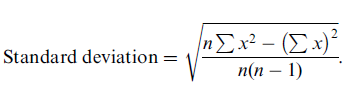 Standard deviation = √((n∑x² − (∑x)²) / (n(n − 1))).